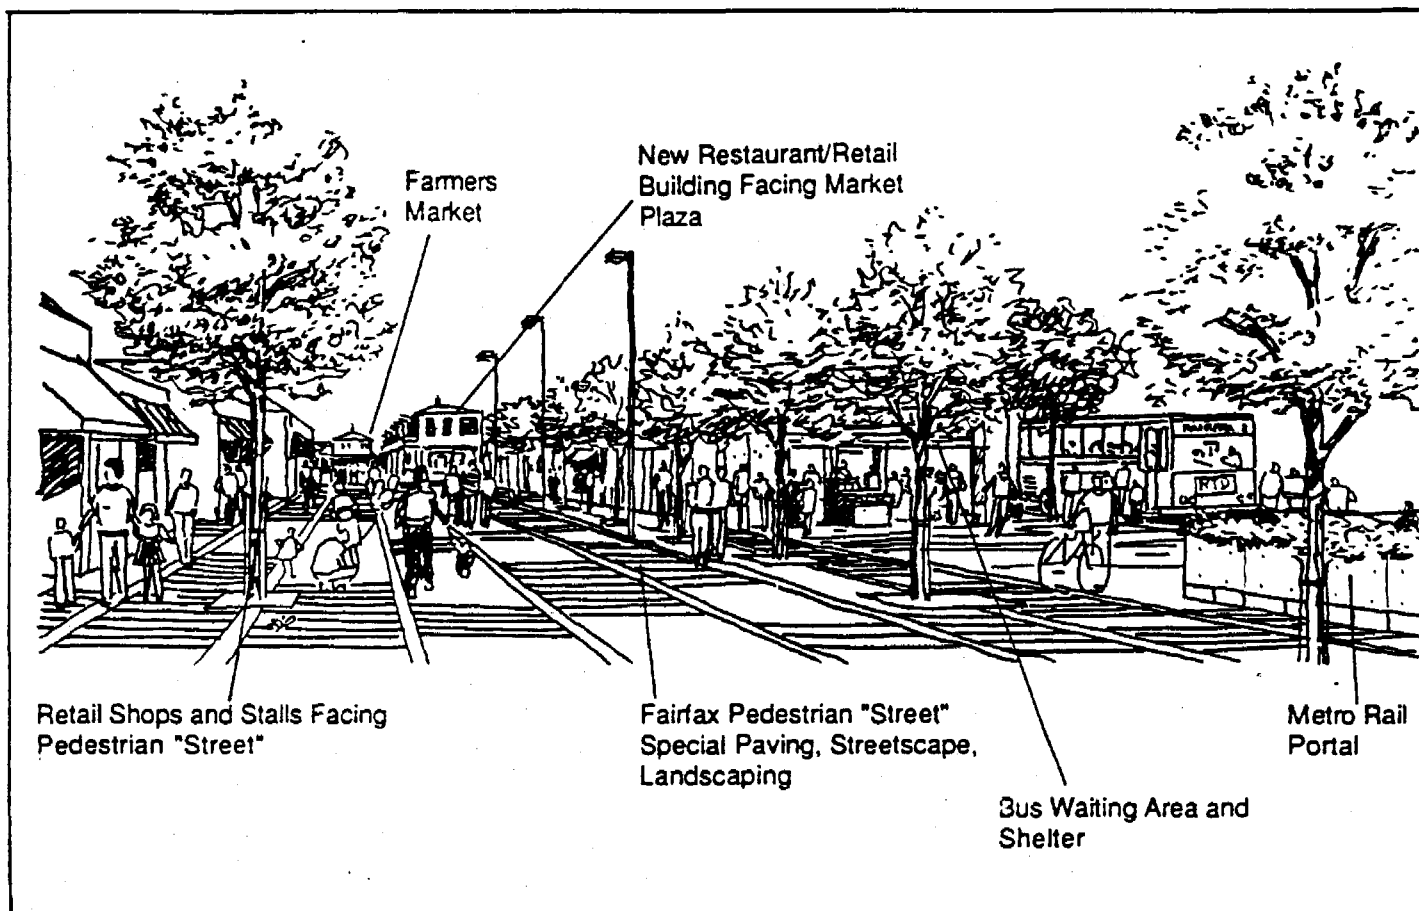 Farmers
Market
New Restaurant/Retail
Building Facing Market
Plaza
RTD
Retail Shops and Stalls Facing
Pedestrian "Street"
Fairfax Pedestrian "Street"
Special Paving, Streetscape,
Landscaping
Bus Waiting Area and
Shelter
Metro Rail
Portal